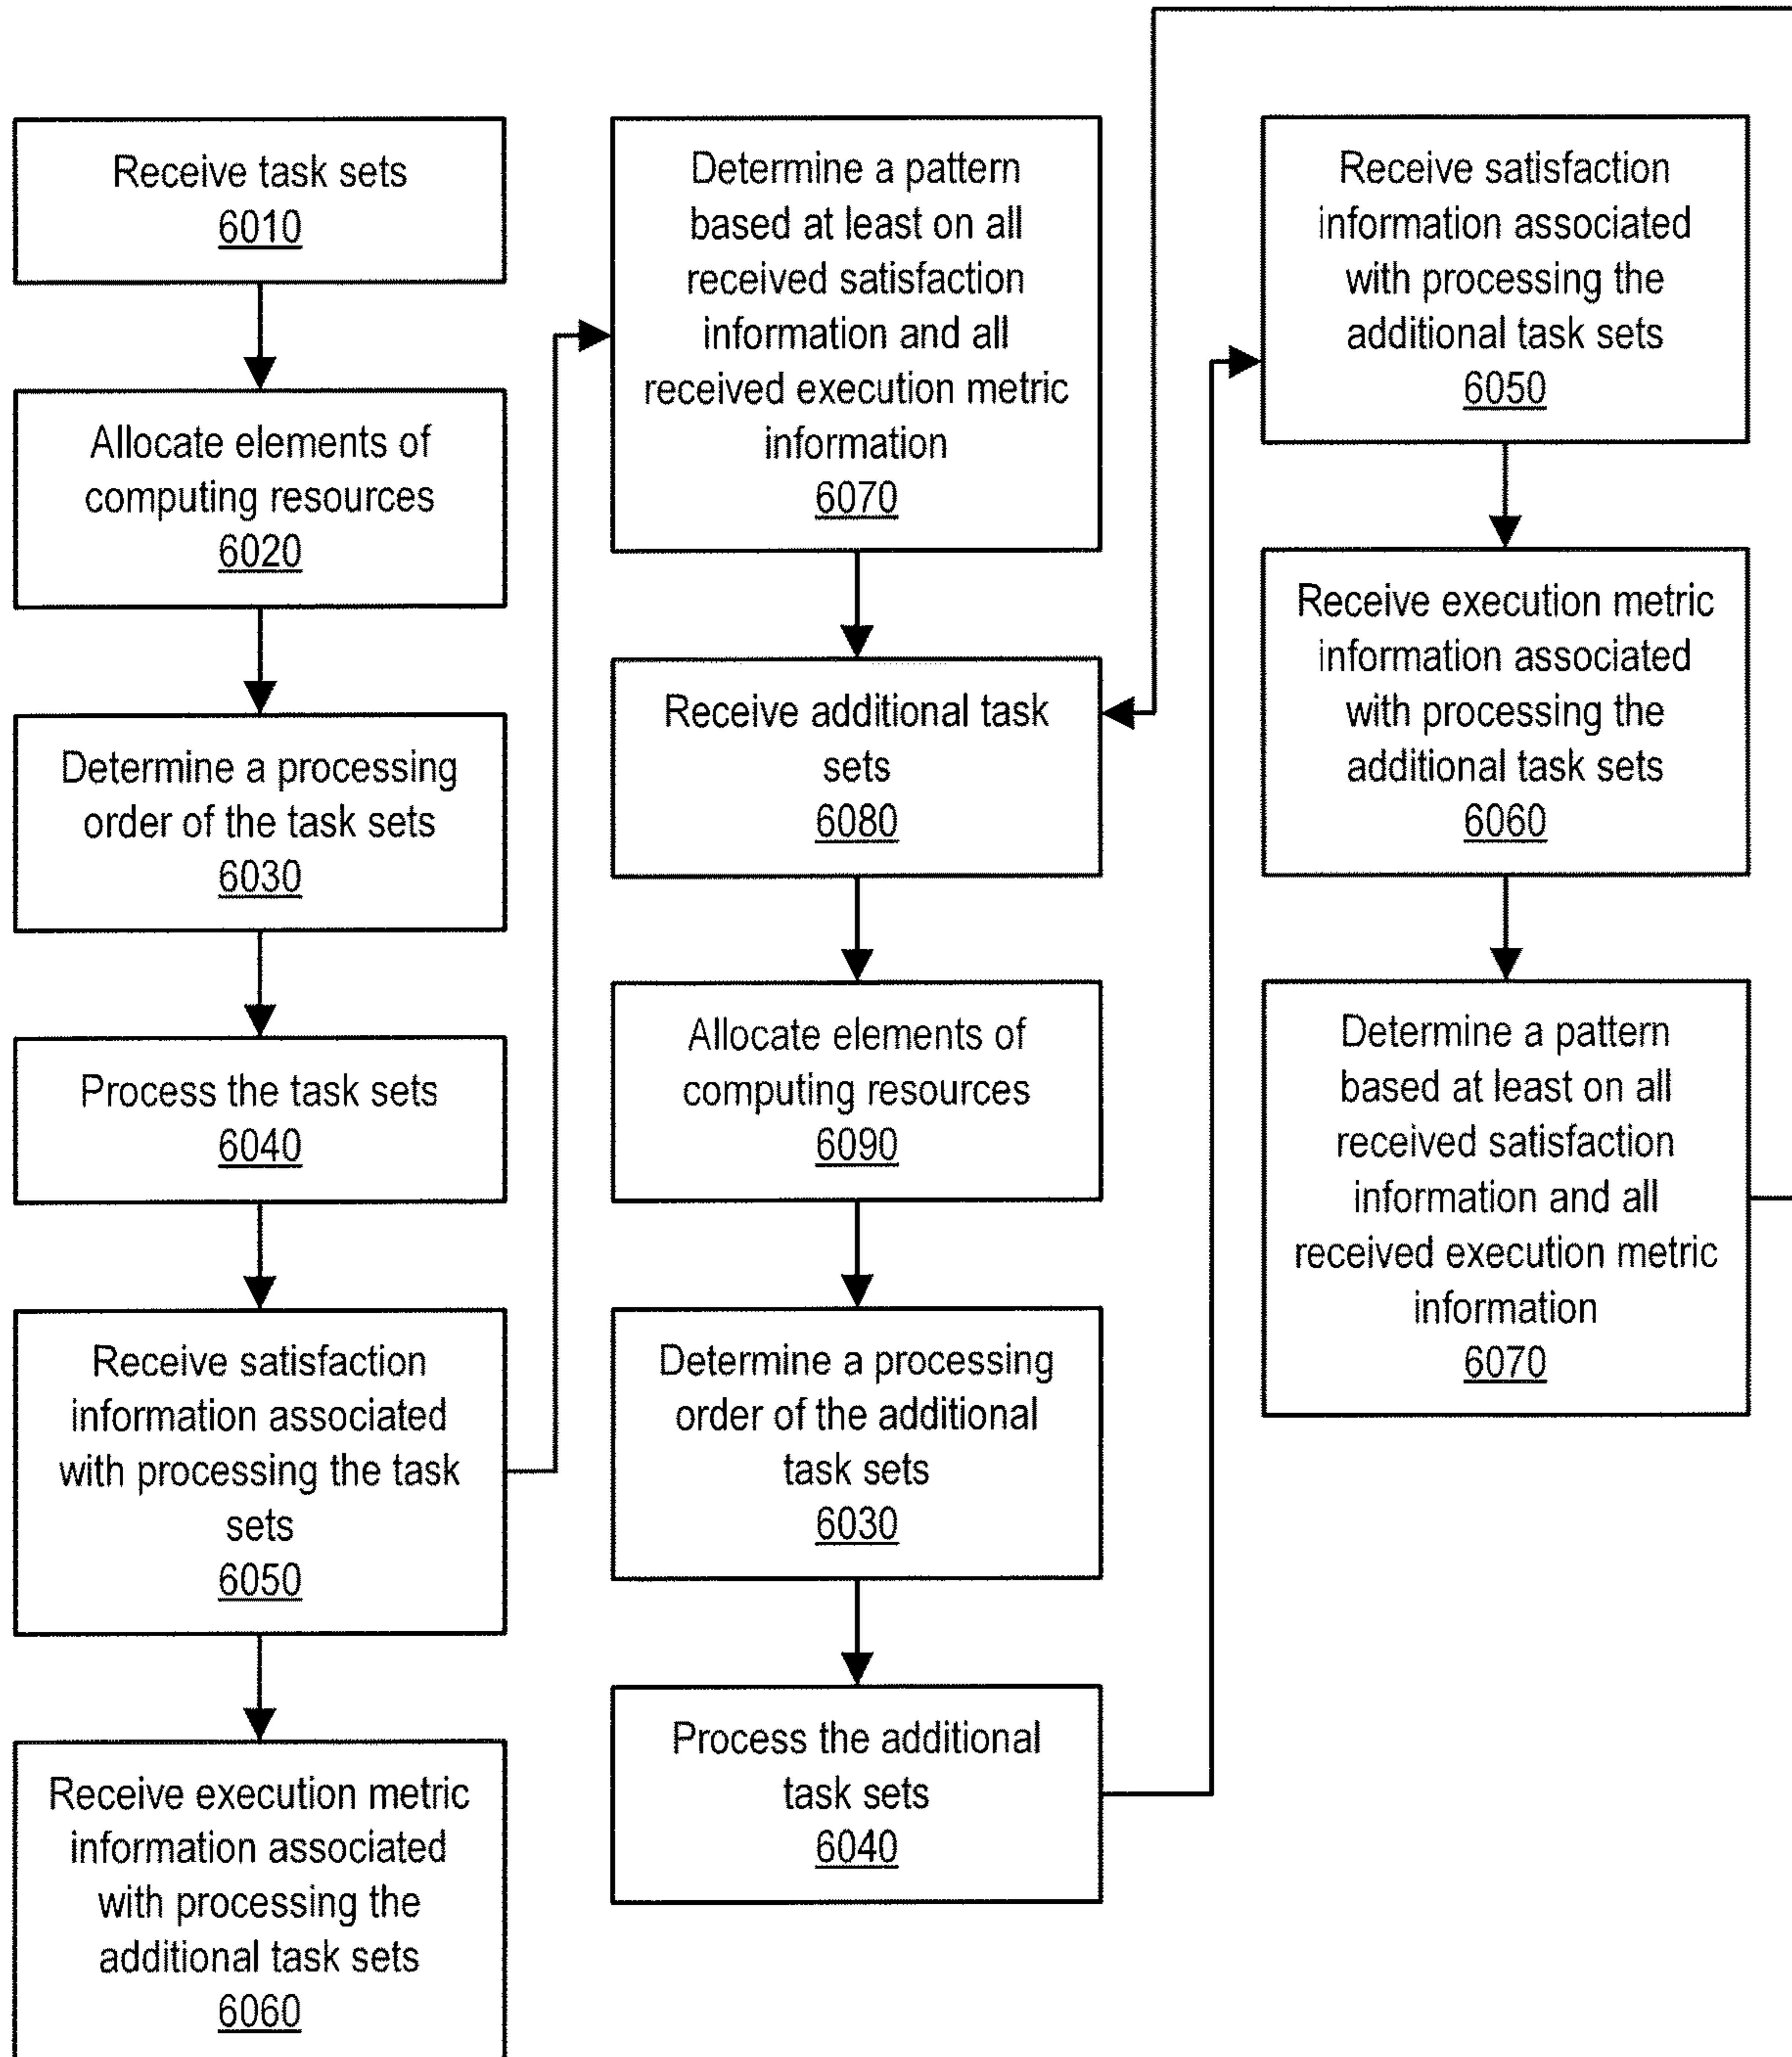 Receive task sets
6010
Allocate elements of
computing resources
6020
Determine a processing
order of the task sets
6030
Process the task sets
6040
Receive satisfaction
information associated
with processing the task
sets
6050
Receive execution metric
information associated
with processing the
additional task sets
6060
Determine a pattern
based at least on all
received satisfaction
information and all
received execution metric
information
6070
Receive additional task
sets
6080
Allocate elements of
computing resources
6090
Determine a processing
order of the additional
task sets
6030
Process the additional
task sets
6040
Receive satisfaction
information associated
with processing the
additional task sets
6050
Receive execution metric
information associated
with processing the
additional task sets
6060
Determine a pattern
based at least on all
received satisfaction
information and all
received execution metric
information
6070